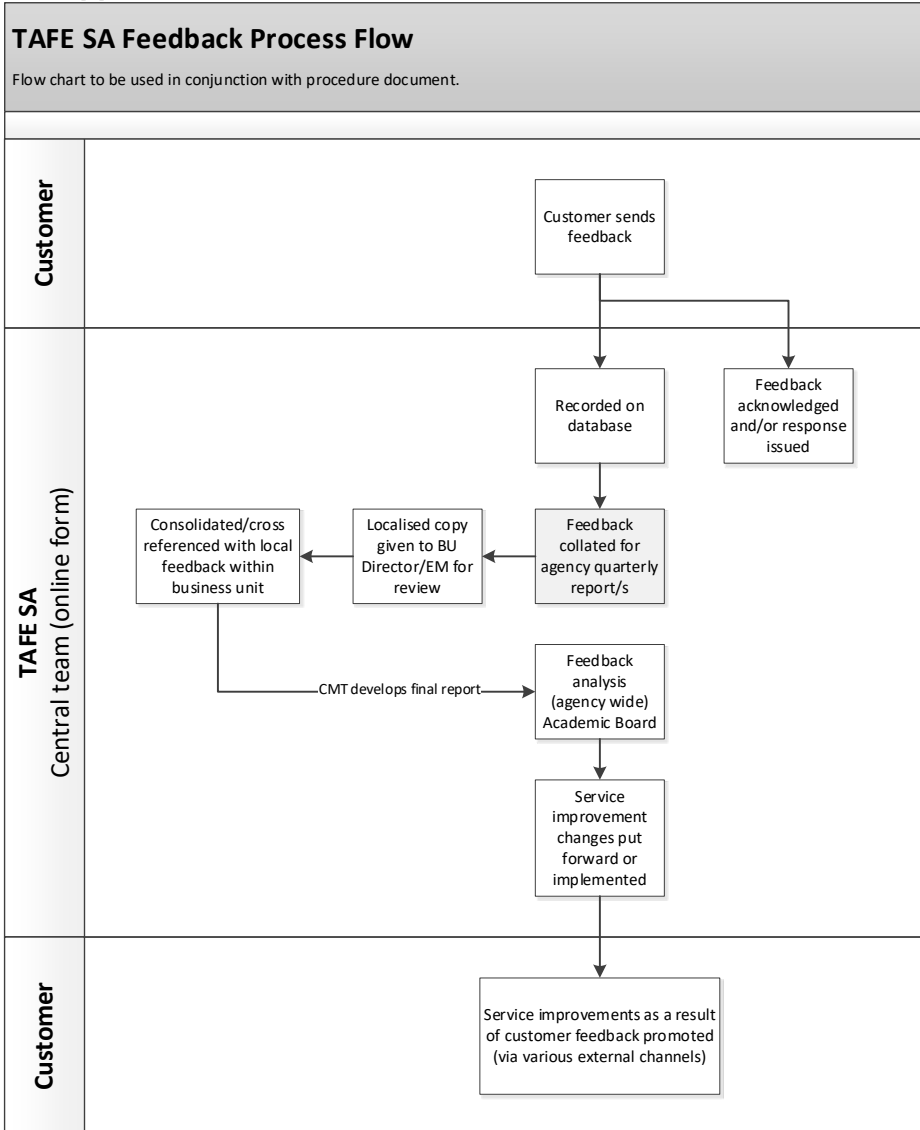 TAFE SA Feedback Process Flow
Flow chart to be used in conjunction with procedure document.
Customer
Customer sends
feedback
TAFE SA
Central team (online form)
Recorded on
database
Feedback
acknowledged
and/or response
issued
Feedback
collated for
agency quarterly
report/s
Localised copy
given to BU
Director/EM for
review
Consolidated/cross
referenced with local
feedback within
business unit
CMT develops final report
Feedback
analysis
(agency wide)
Academic Board
Service
improvement
changes put
forward or
implemented
Customer
Service improvements as a result
of customer feedback promoted
(via various external channels)